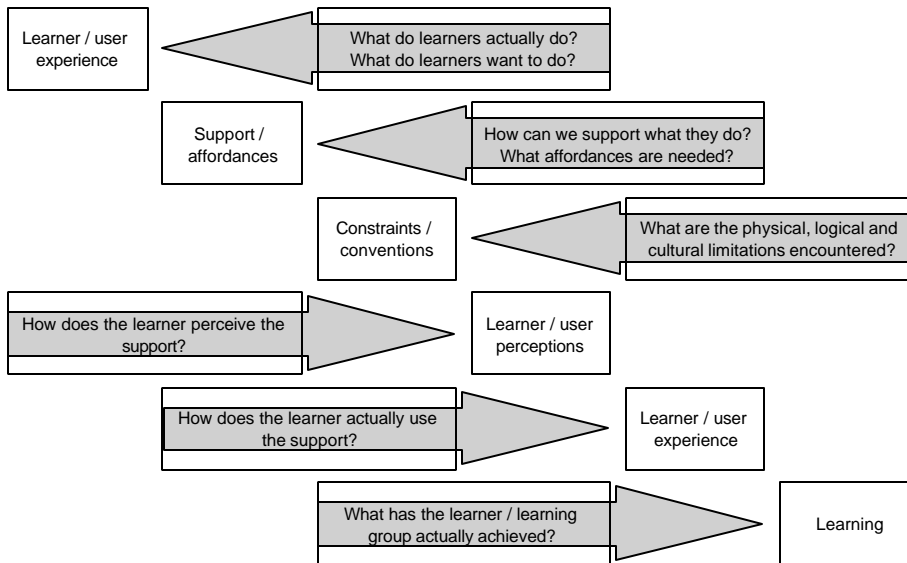 Learner / user
experience
What do learners actually do?
What do learners want to do?
Support /
affordances
How can we support what they do?
What affordances are needed?
Constraints /
conventions
What are the physical, logical and
cultural limitations encountered?
How does the learner perceive the
support?
Learner / user
perceptions
How does the learner actually use
the support?
Learner / user
experience
What has the learner / learning
group actually achieved?
Learning